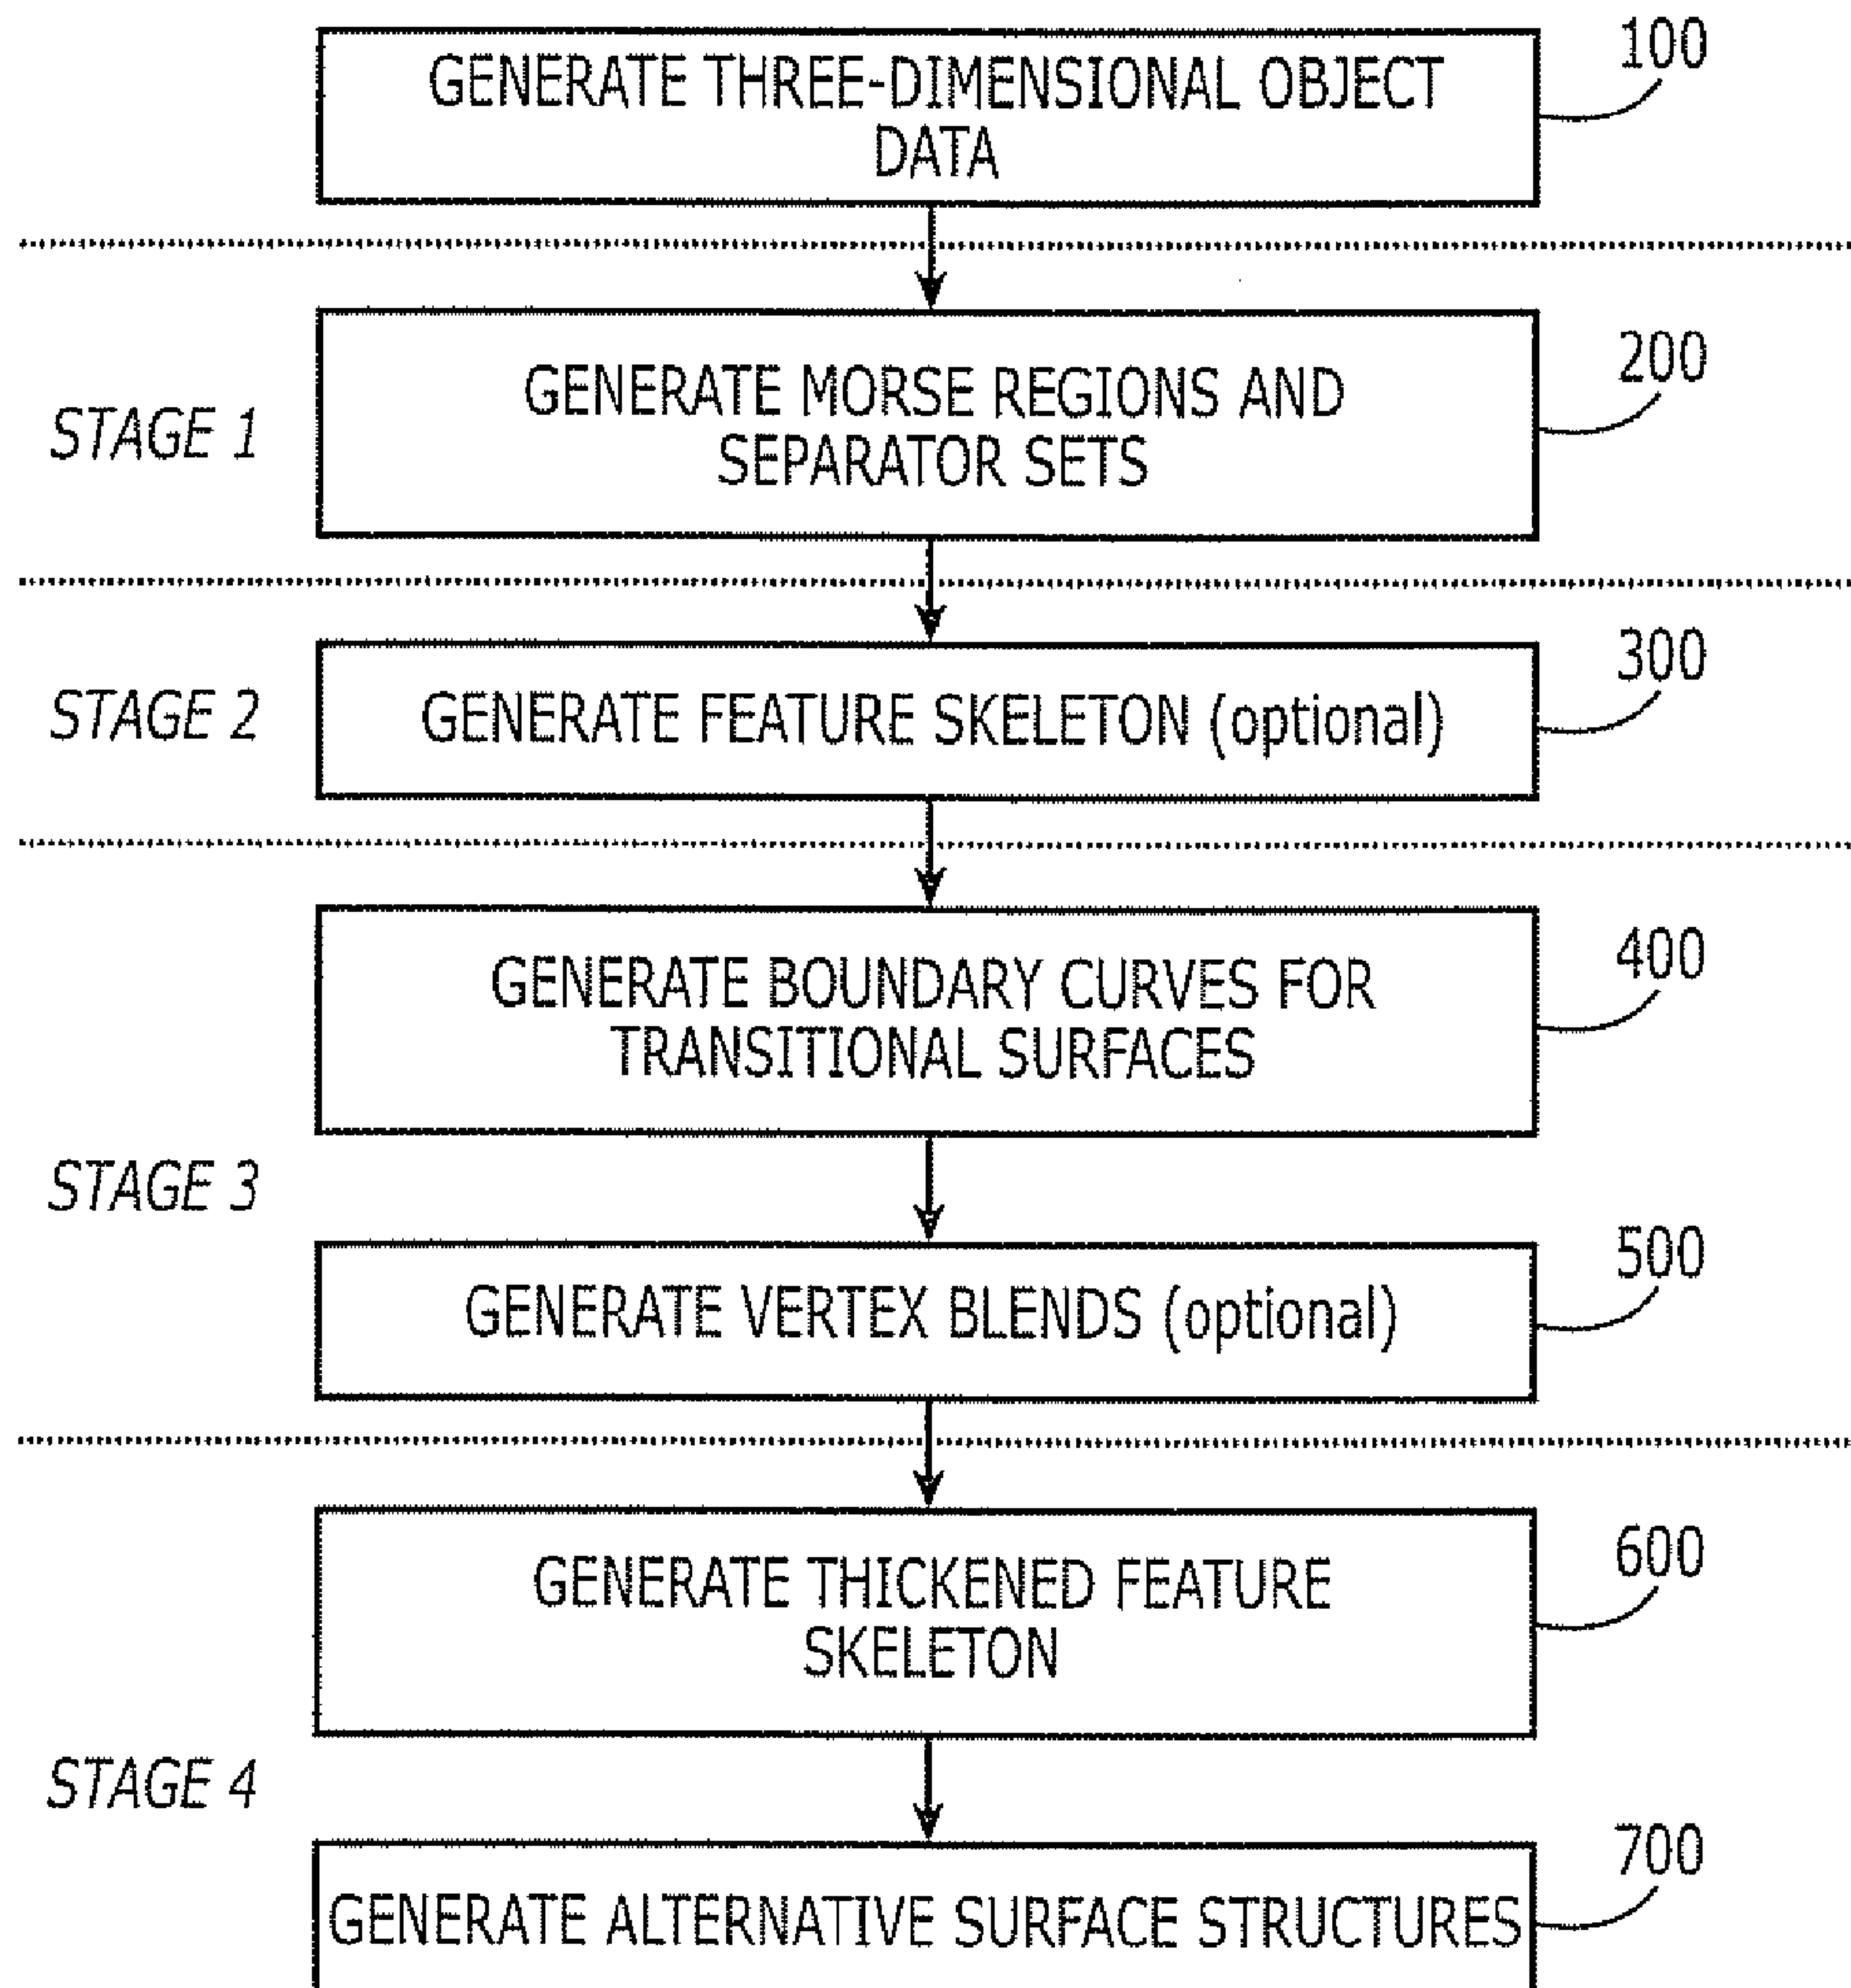 100
GENERATE THREE-DIMENSIONAL OBJECT
DATA
200
GENERATE MORSE REGIONS AND
SEPARATOR SETS
STAGE 1
300
STAGE 2
GENERATE FEATURE SKELETON (optional)
400
GENERATE BOUNDARY CURVES FOR
TRANSITIONAL SURFACES
STAGE 3
500
GENERATE VERTEX BLENDS (optional)
600
GENERATE THICKENED FEATURE
SKELETON
STAGE 4
700
GENERATE ALTERNATIVE SURFACE STRUCTURES